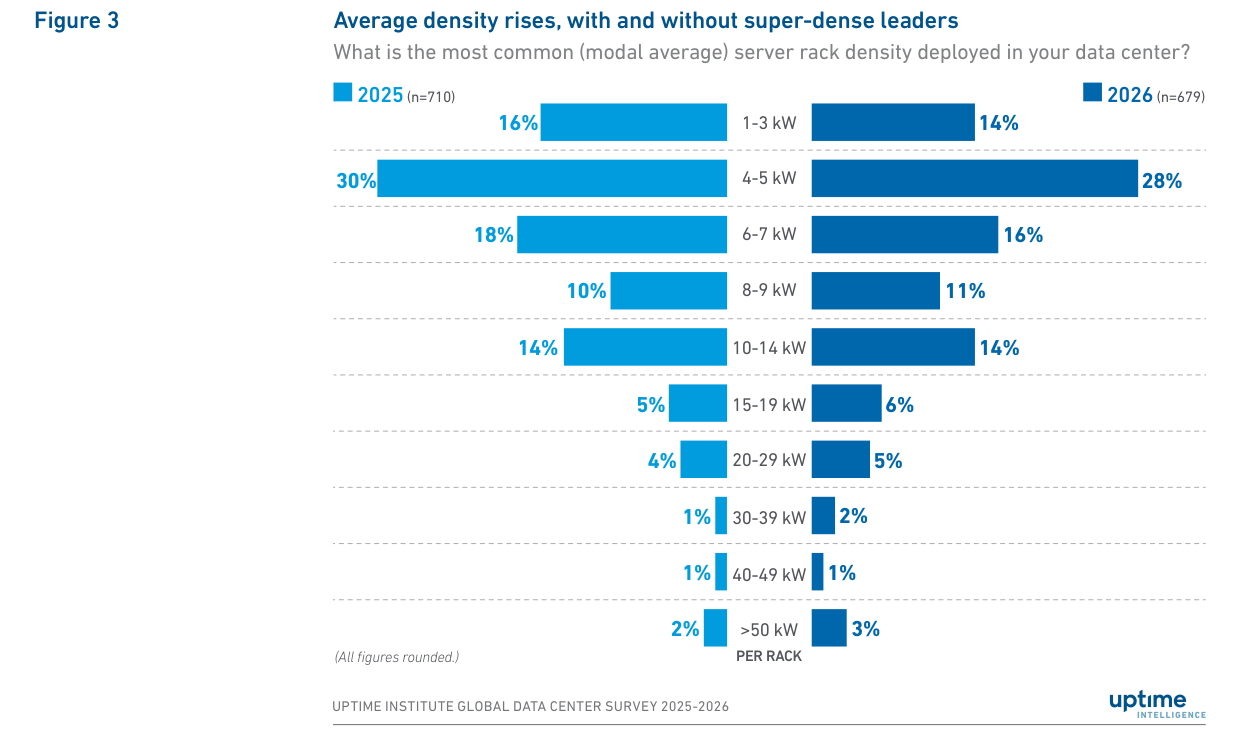 Figure 3
Average density rises, with and without super-dense leaders
What is the most common (modal average) server rack density deployed in your data center?
2025 (n=710)
2026 (n=679)
16% 1-3 kW 14%
30% 4-5 kW 28%
18% 6-7 kW 16%
10% 8-9 kW 11%
14% 10-14 kW 14%
5% 15-19 kW 6%
4% 20-29 kW 5%
1% 30-39 kW 2%
1% 40-49 kW 1%
2% >50 kW 3%
(All figures rounded.) PER RACK
UPTIME INSTITUTE GLOBAL DATA CENTER SURVEY 2025-2026
uptime
INTELLIGENCE